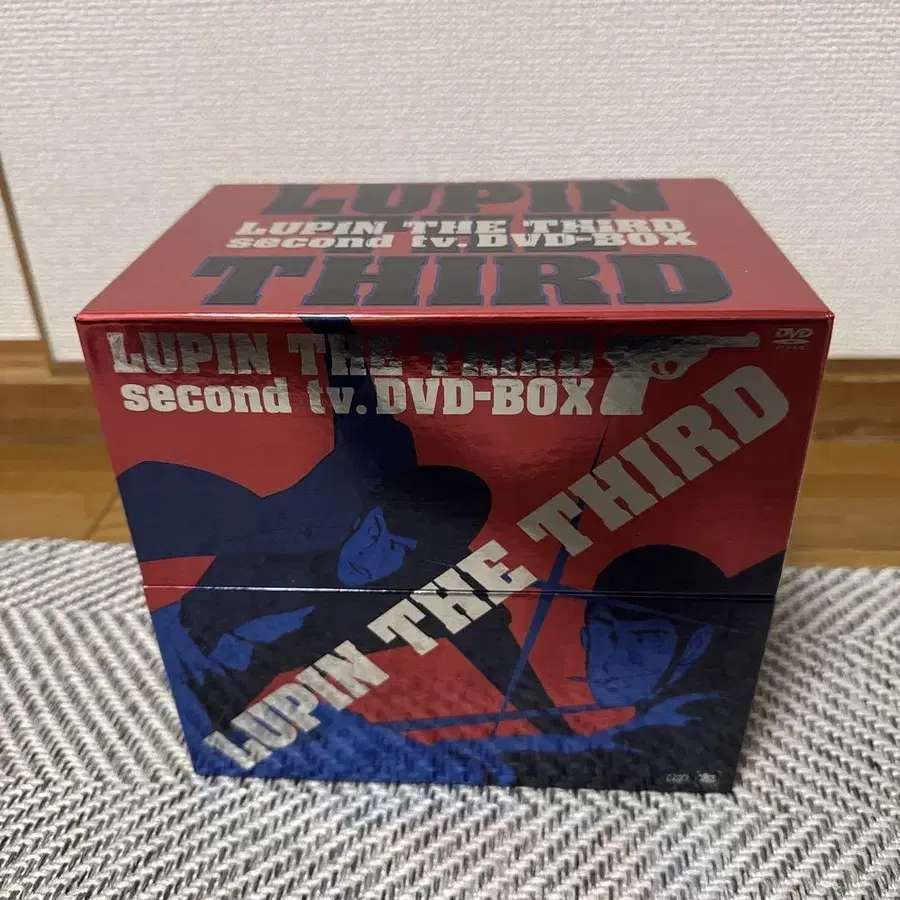 LUPIN
LUPIN THE THIRD
second tv. DVD-BOX
THIRD
LUPIN THE THIRD
second tv. DVD-BOX
DVD
VIDEO
LUPIN THE THIRD